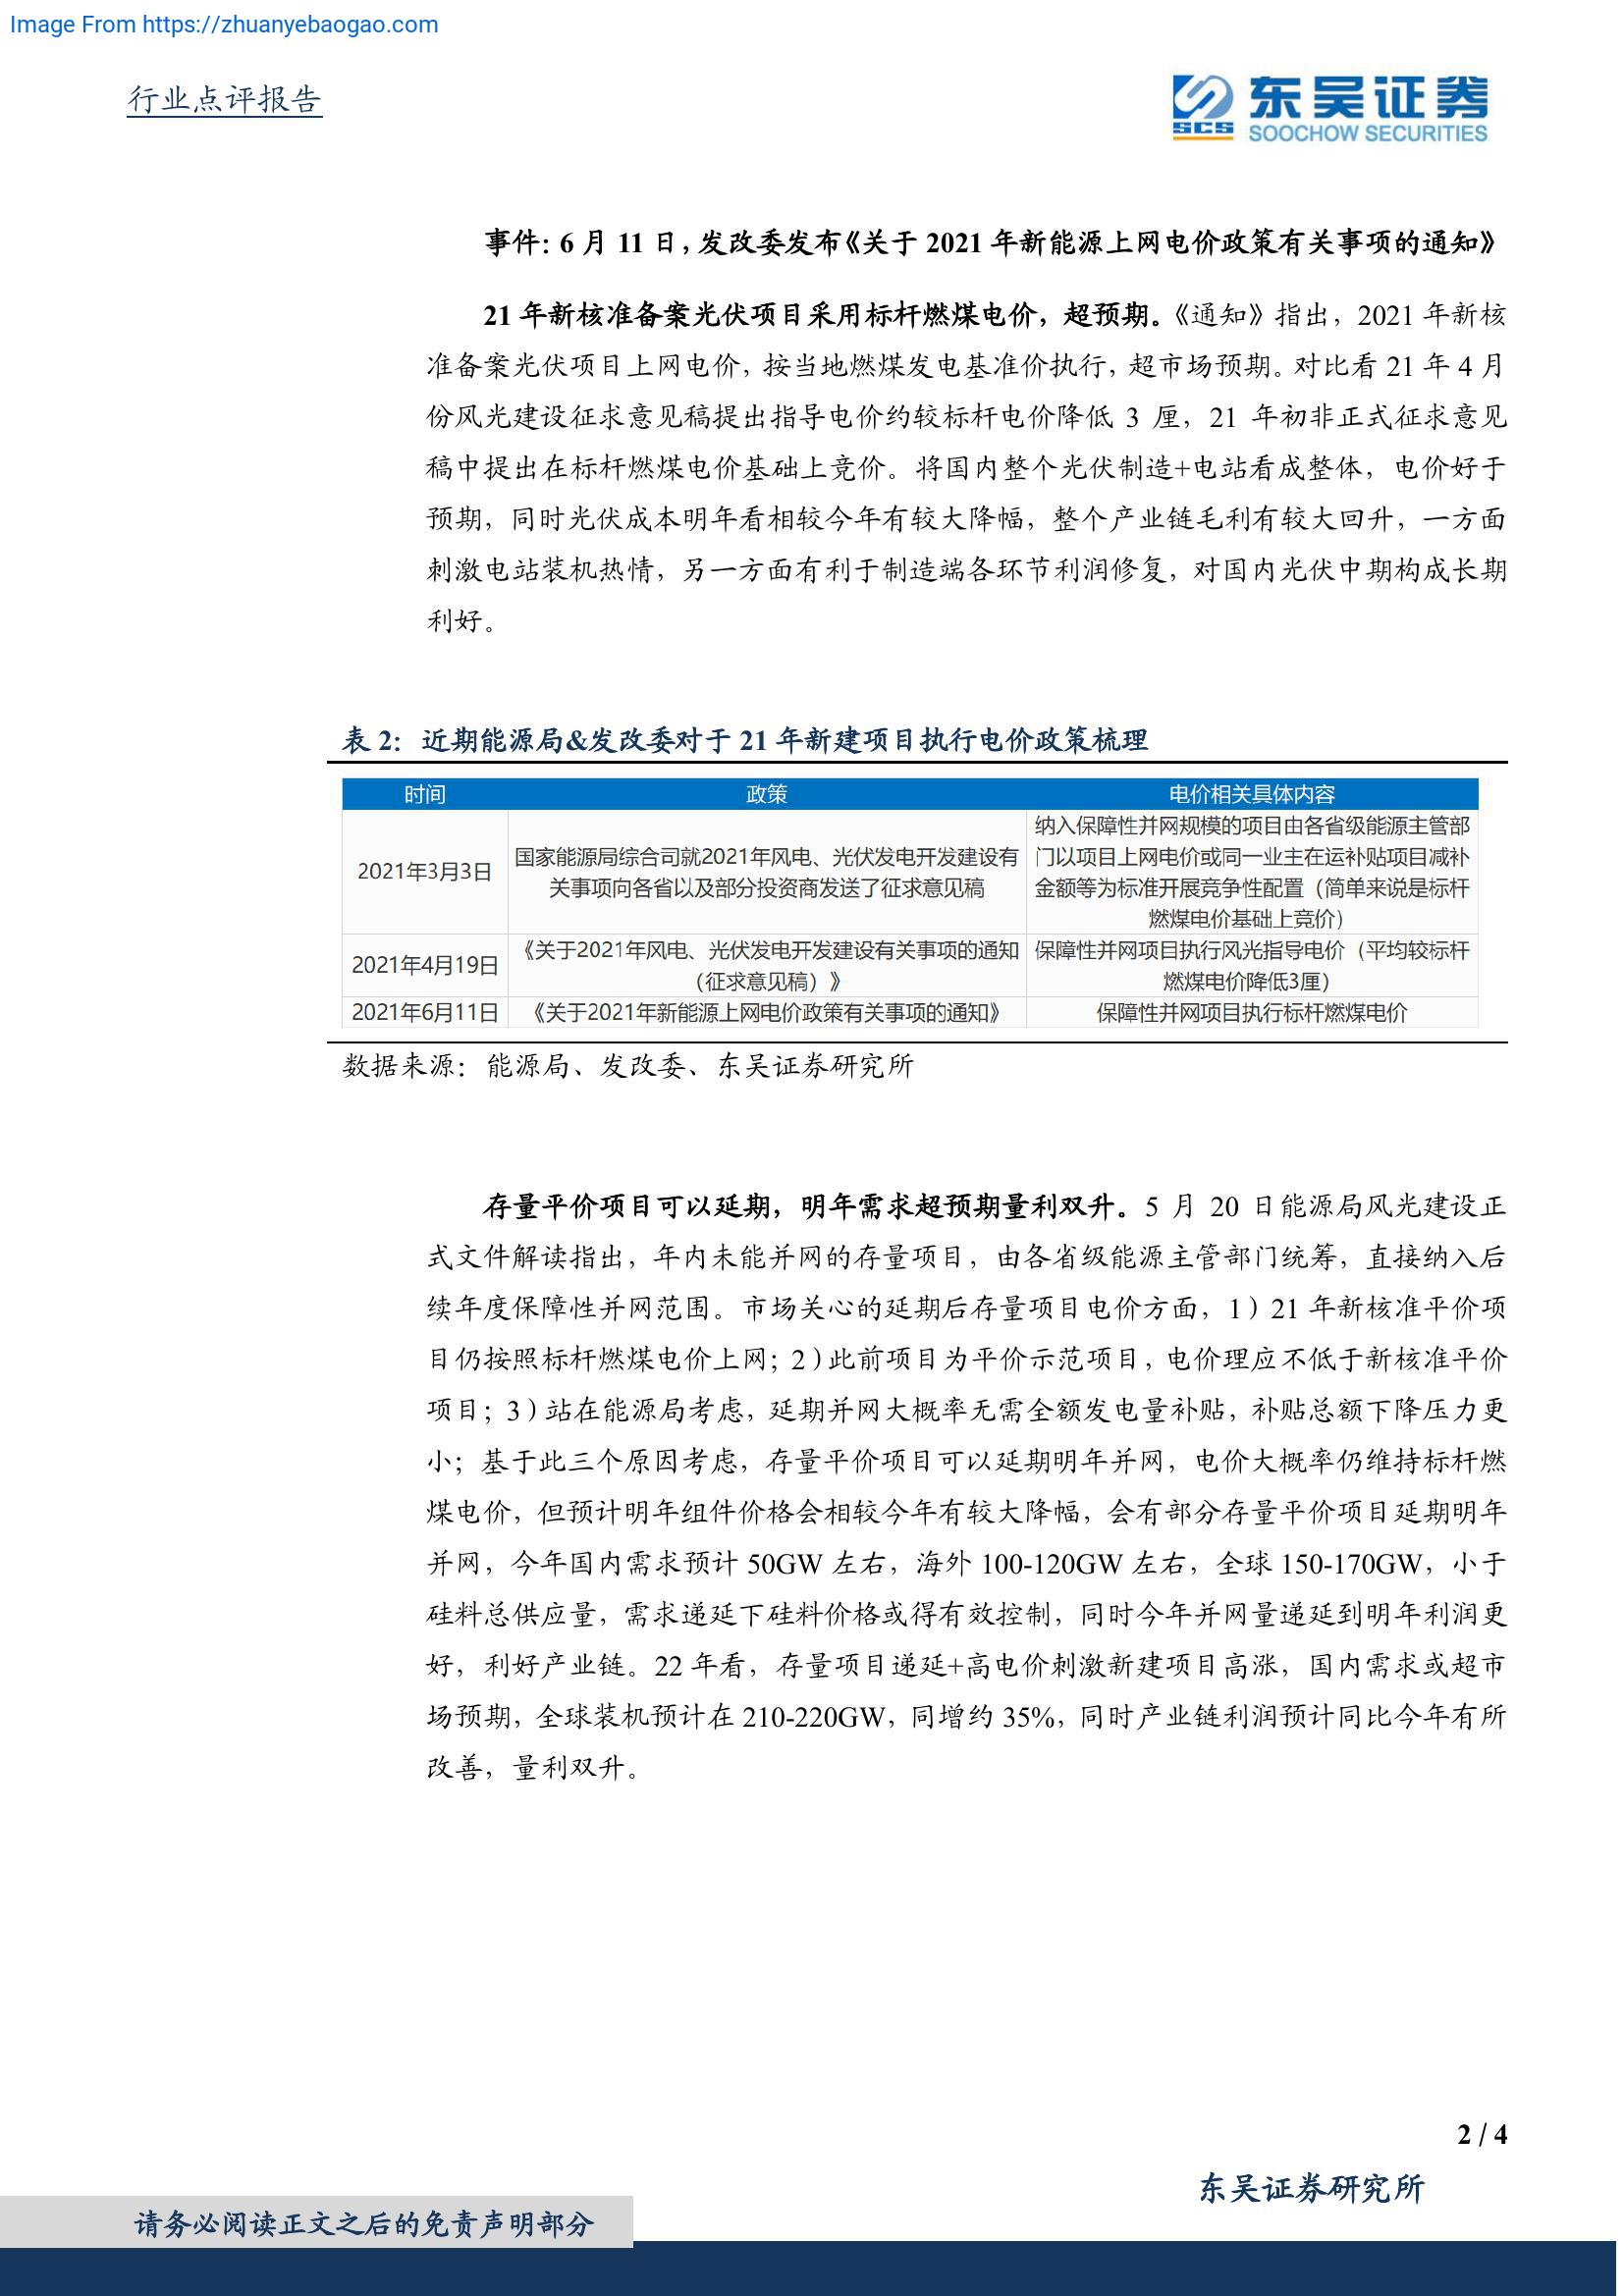 Image From https://zhuanyebaogao.com
行业点评报告
SCS
东吴证券
SOOCHOW SECURITIES
事件：6 月 11 日，发改委发布《关于 2021 年新能源上网电价政策有关事项的通知》
21 年新核准备案光伏项目采用标杆燃煤电价，超预期。《通知》指出，2021 年新核
准备案光伏项目上网电价，按当地燃煤发电基准价执行，超市场预期。对比看 21 年 4 月
份风光建设征求意见稿提出指导电价约较标杆电价降低 3 厘，21 年初非正式征求意见
稿中提出在标杆燃煤电价基础上竞价。将国内整个光伏制造+电站看成整体，电价好于
预期，同时光伏成本明年看相较今年有较大降幅，整个产业链毛利有较大回升，一方面
刺激电站装机热情，另一方面有利于制造端各环节利润修复，对国内光伏中期构成长期
利好。
表 2：近期能源局&发改委对于 21 年新建项目执行电价政策梳理
时间 政策 电价相关具体内容
2021年3月3日
国家能源局综合司就2021年风电、光伏发电开发建设有
关事项向各省以及部分投资商发送了征求意见稿
纳入保障性并网规模的项目由各省级能源主管部
门以项目上网电价或同一业主在运补贴项目减补
金额等为标准开展竞争性配置（简单来说是标杆
燃煤电价基础上竞价）
2021年4月19日
《关于2021年风电、光伏发电开发建设有关事项的通知
（征求意见稿）》
保障性并网项目执行风光指导电价（平均较标杆
燃煤电价降低3厘）
2021年6月11日 《关于2021年新能源上网电价政策有关事项的通知》 保障性并网项目执行标杆燃煤电价
数据来源：能源局、发改委、东吴证券研究所
存量平价项目可以延期，明年需求超预期量利双升。5 月 20 日能源局风光建设正
式文件解读指出，年内未能并网的存量项目，由各省级能源主管部门统筹，直接纳入后
续年度保障性并网范围。市场关心的延期后存量项目电价方面，1）21 年新核准平价项
目仍按照标杆燃煤电价上网；2）此前项目为平价示范项目，电价理应不低于新核准平价
项目；3）站在能源局考虑，延期并网大概率无需全额发电量补贴，补贴总额下降压力更
小；基于此三个原因考虑，存量平价项目可以延期明年并网，电价大概率仍维持标杆燃
煤电价，但预计明年组件价格会相较今年有较大降幅，会有部分存量平价项目延期明年
并网，今年国内需求预计 50GW 左右，海外 100-120GW 左右，全球 150-170GW，小于
硅料总供应量，需求递延下硅料价格或得有效控制，同时今年并网量递延到明年利润更
好，利好产业链。22 年看，存量项目递延+高电价刺激新建项目高涨，国内需求或超市
场预期，全球装机预计在 210-220GW，同增约 35%，同时产业链利润预计同比今年有所
改善，量利双升。
2 / 4
东吴证券研究所
请务必阅读正文之后的免责声明部分